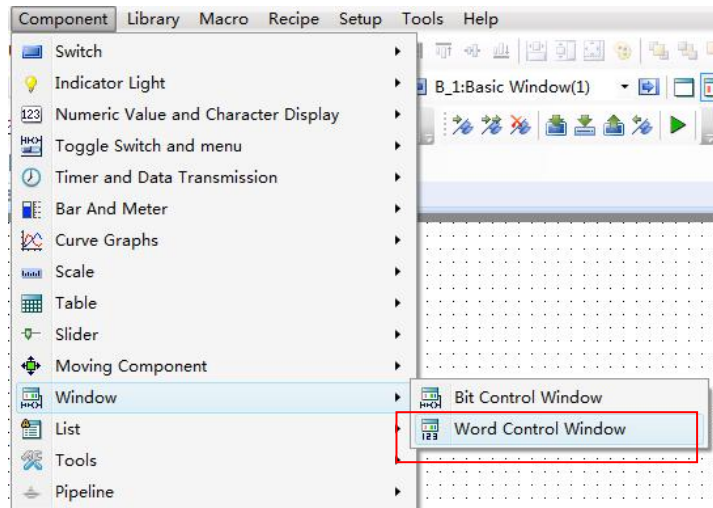 Component Library Macro Recipe Setup Tools Help
Switch
B_1:Basic Window(1)
Indicator Light
123 Numeric Value and Character Display
Toggle Switch and menu
Timer and Data Transmission
Bar And Meter
Curve Graphs
Scale
Table
Slider
Moving Component
Window
Bit Control Window
List
123 Word Control Window
Tools
Pipeline